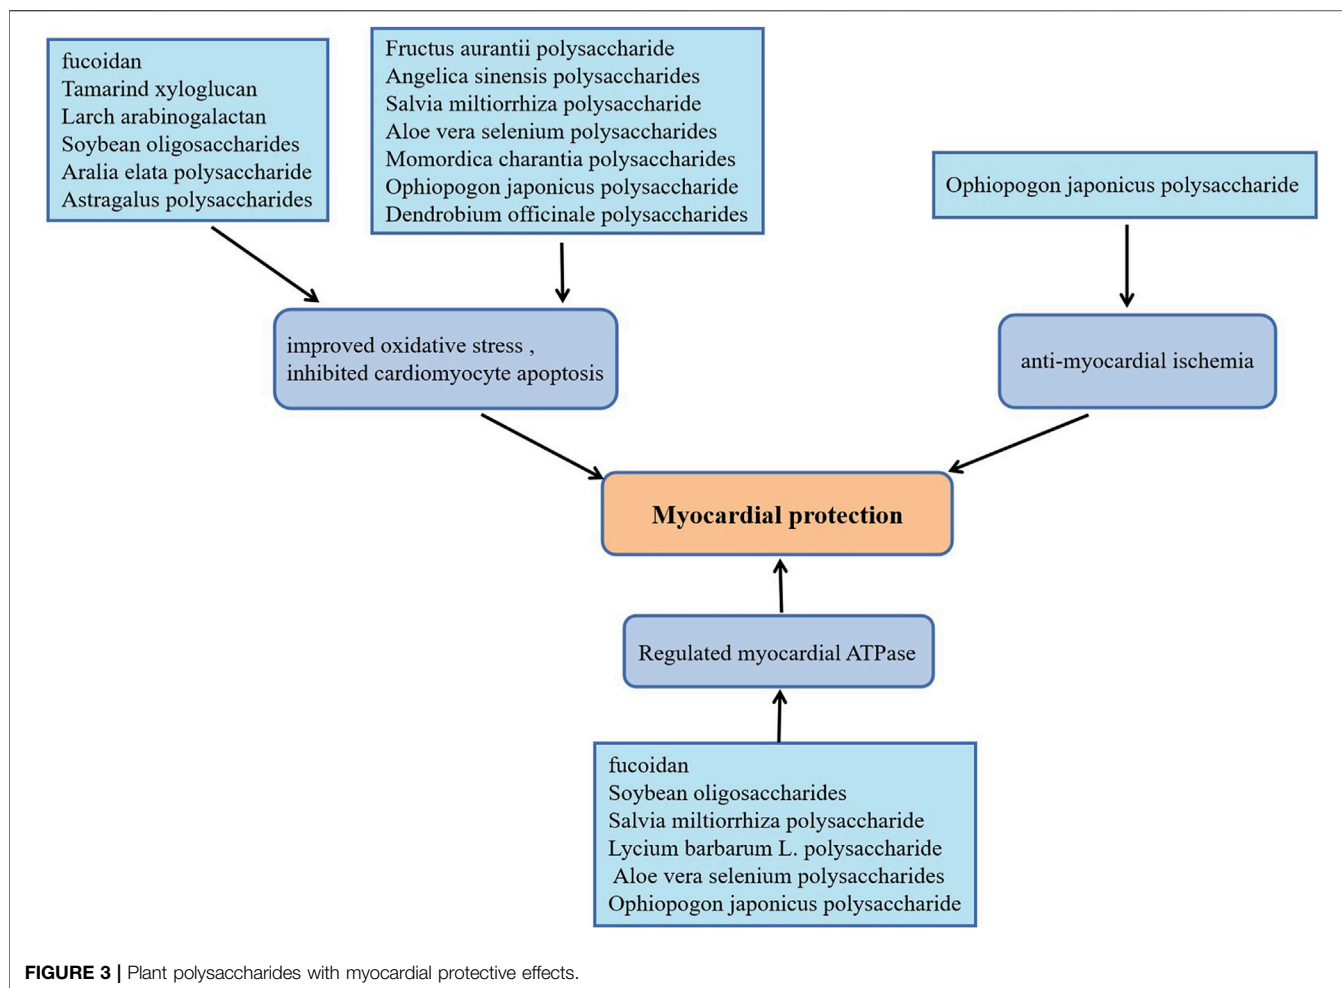 fucoidan
Tamarind xyloglucan
Larch arabinogalactan
Soybean oligosaccharides
Aralia elata polysaccharide
Astragalus polysaccharides
Fructus aurantii polysaccharide
Angelica sinensis polysaccharides
Salvia miltiorrhiza polysaccharide
Aloe vera selenium polysaccharides
Momordica charantia polysaccharides
Ophiopogon japonicus polysaccharide
Dendrobium officinale polysaccharides
Ophiopogon japonicus polysaccharide
improved oxidative stress ,
inhibited cardiomyocyte apoptosis
anti-myocardial ischemia
Myocardial protection
Regulated myocardial ATPase
fucoidan
Soybean oligosaccharides
Salvia miltiorrhiza polysaccharide
Lycium barbarum L. polysaccharide
Aloe vera selenium polysaccharides
Ophiopogon japonicus polysaccharide
FIGURE 3 | Plant polysaccharides with myocardial protective effects.